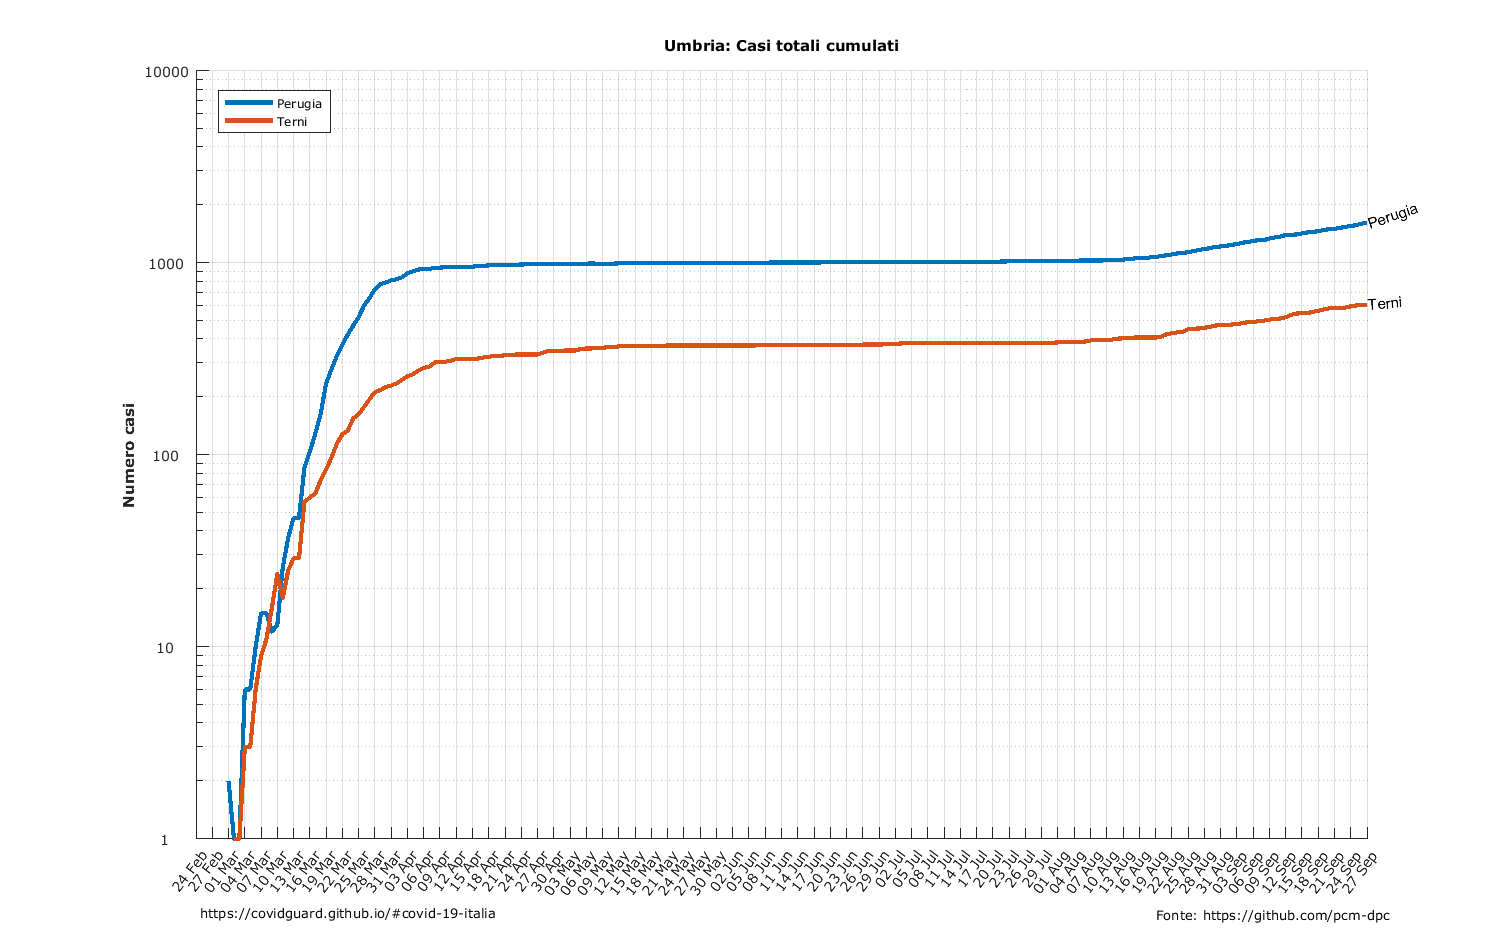 Umbria: Casi totali cumulati
10000
1000
100
10
1
Numero casi
Perugia
Terni
Perugia
Terni
24 Feb
27 Feb
01 Mar
04 Mar
07 Mar
10 Mar
13 Mar
16 Mar
19 Mar
22 Mar
25 Mar
28 Mar
31 Mar
03 Apr
06 Apr
09 Apr
12 Apr
15 Apr
18 Apr
21 Apr
24 Apr
27 Apr
30 Apr
03 May
06 May
09 May
12 May
15 May
18 May
21 May
24 May
27 May
30 May
02 Jun
05 Jun
08 Jun
11 Jun
14 Jun
17 Jun
20 Jun
23 Jun
26 Jun
29 Jun
02 Jul
05 Jul
08 Jul
11 Jul
14 Jul
17 Jul
20 Jul
23 Jul
26 Jul
29 Jul
01 Aug
04 Aug
07 Aug
10 Aug
13 Aug
16 Aug
19 Aug
22 Aug
25 Aug
28 Aug
31 Aug
03 Sep
06 Sep
09 Sep
12 Sep
15 Sep
18 Sep
21 Sep
24 Sep
27 Sep
https://covidguard.github.io/#covid-19-italia
Fonte: https://github.com/pcm-dpc